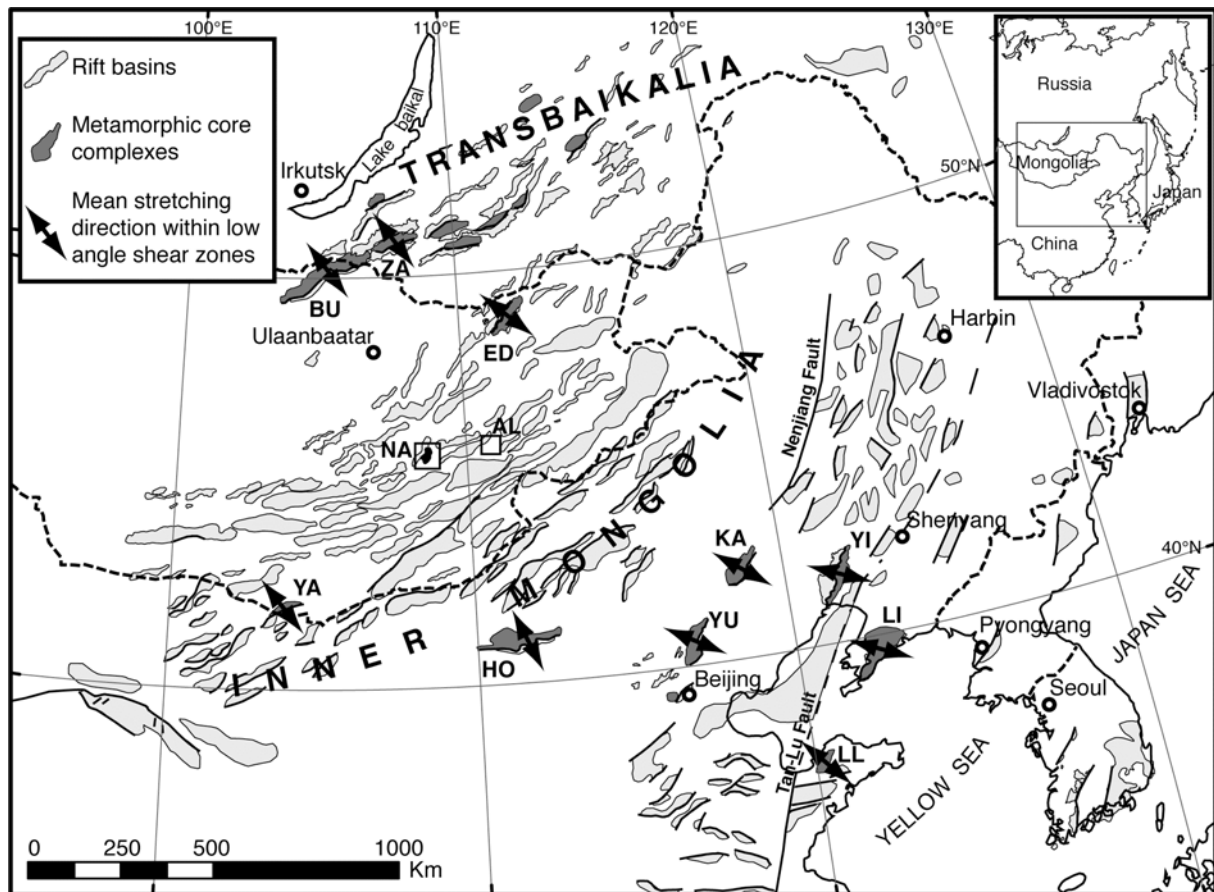 100°E
110°E
120°E
130°E
Rift basins
Metamorphic core
complexes
Mean stretching
direction within low
angle shear zones
Russia
Mongolia
Japan
China
TRANSBAIKALIA
Lake baikal
Irkutsk
50°N
ZA
BU
Ulaanbaatar
ED
Harbin
Nenjiang Fault
Vladivostok
NA
AL
INNER MONGOLIA
Shenyang
KA
YI
40°N
YA
YU
LI
HO
Pyongyang
JAPAN SEA
Beijing
Seoul
Tan-Lu Fault
LL
YELLOW SEA
0 250 500 1000
Km